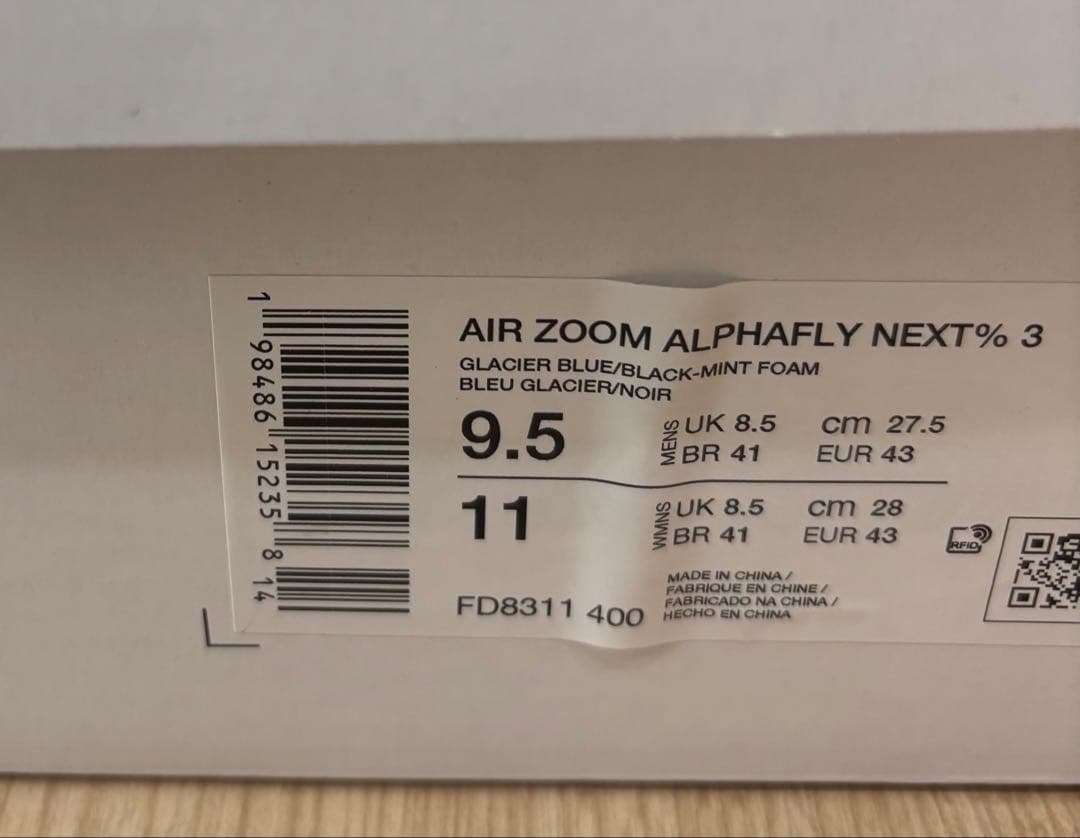 1 98486 15235 8 14
AIR ZOOM ALPHAFLY NEXT% 3
GLACIER BLUE/BLACK-MINT FOAM
BLEU GLACIER/NOIR
9.5
MENS
UK 8.5 cm 27.5
BR 41 EUR 43
11
WMNS
UK 8.5 cm 28
BR 41 EUR 43
RFID
MADE IN CHINA /
FABRIQUE EN CHINE /
FABRICADO NA CHINA /
HECHO EN CHINA
FD8311 400